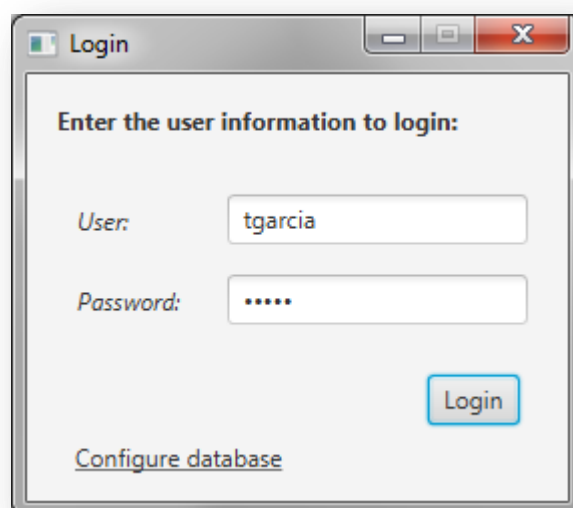 Login
Enter the user information to login:
User: tgarcia
Password: •••••
Login
Configure database